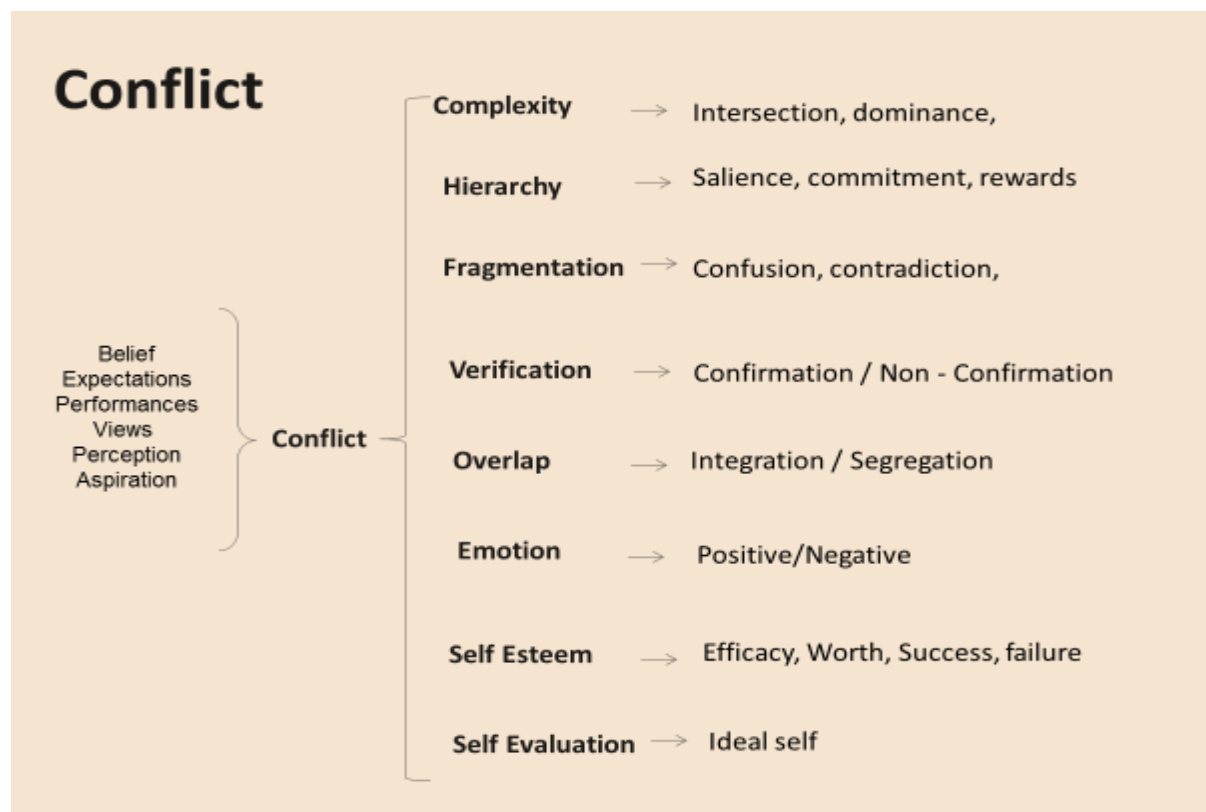 Conflict
Belief
Expectations
Performances
Views
Perception
Aspiration
Conflict
Complexity → Intersection, dominance,
Hierarchy → Salience, commitment, rewards
Fragmentation → Confusion, contradiction,
Verification → Confirmation / Non - Confirmation
Overlap → Integration / Segregation
Emotion → Positive/Negative
Self Esteem → Efficacy, Worth, Success, failure
Self Evaluation → Ideal self